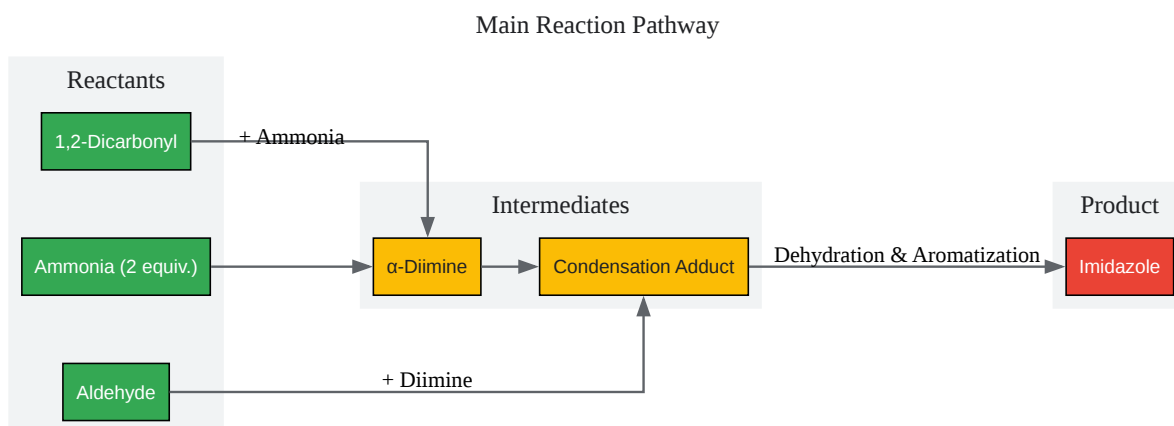 Main Reaction Pathway
Reactants
1,2-Dicarbonyl
+ Ammonia
Intermediates
Product
Ammonia (2 equiv.)
α-Diimine
Condensation Adduct
Dehydration & Aromatization
Imidazole
Aldehyde
+ Diimine